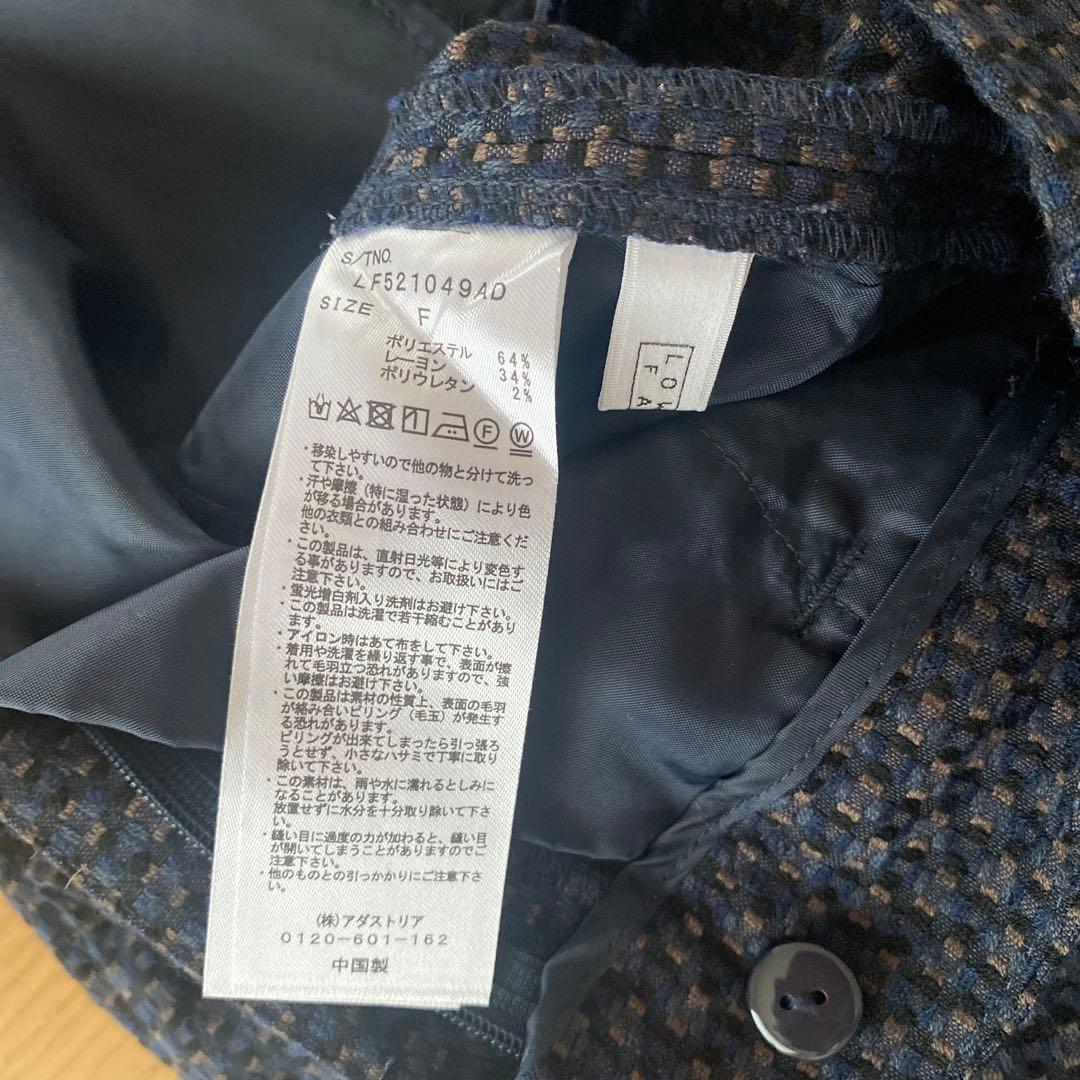 S/TNO.
LF521049AD
SIZE F
ポリエステル 64%
レーヨン 34%
ポリウレタン 2%
F W
・移染しやすいので他の物と分けて洗っ
て下さい。
・汗や摩擦（特に湿った状態）により色
が移る場合があります。
他の衣類との組み合わせにご注意くだ
さい。
・この製品は、直射日光等により変色す
る事がありますので、お取扱いにはご
注意下さい。
・蛍光増白剤入り洗剤はお避け下さい。
・この製品は洗濯で若干縮むことがあり
ます。
・アイロン時はあて布をして下さい。
・着用や洗濯を繰り返す事で、表面が擦
れて毛羽立つ恐れがありますので、強
い摩擦はお避け下さい。
・この製品は素材の性質上、表面の毛羽
が絡み合いピリング（毛玉）が発生す
る恐れがあります。
ピリングが出来てしまったら引っ張ろ
うとせず、小さなハサミで丁寧に取り
除いて下さい。
・この素材は、雨や水に濡れるとしみに
なることがあります。
放置せずに水分を十分取り除いて下さ
い。
・縫い目に過度の力が加わると、縫い目
が開いてしまうことがありますのでご
注意下さい。
・他のものとの引っかかりにご注意下さ
い。
(株)アダストリア
0120-601-162
中国製
LOW
FA